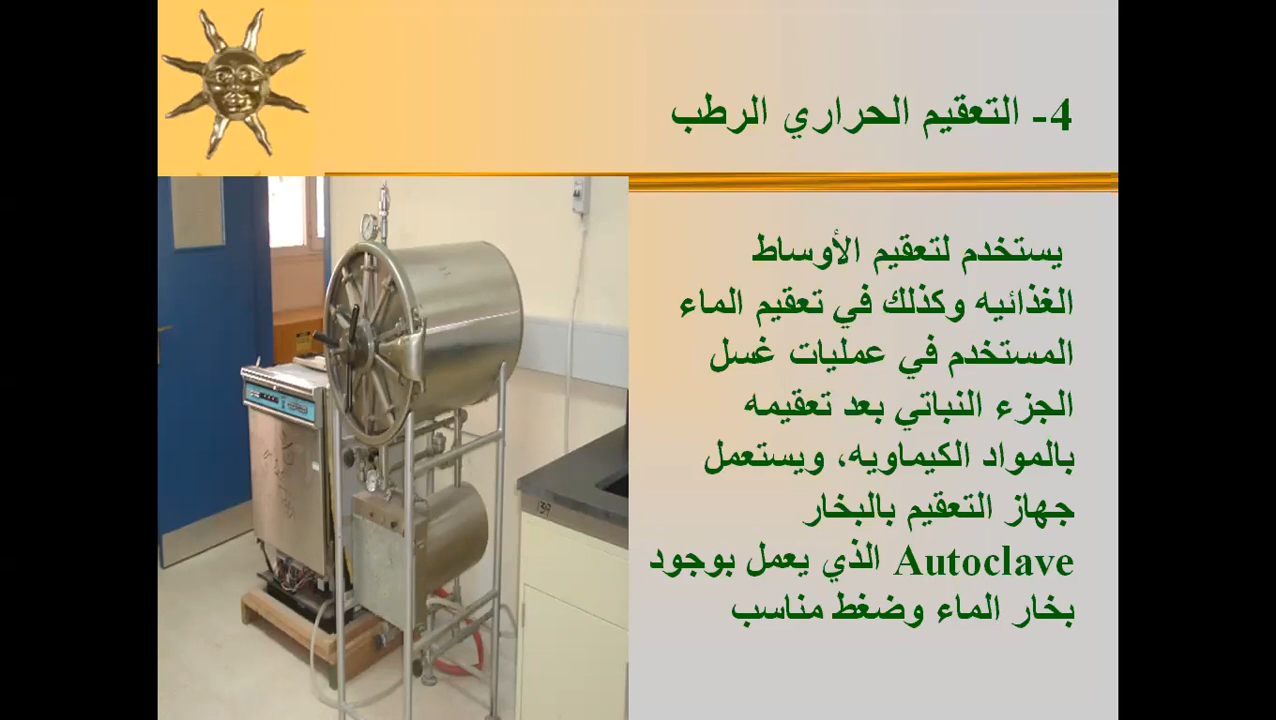 4- التعقيم الحراري الرطب
يستخدم لتعقيم الأوساط
الغذائيه وكذلك في تعقيم الماء
المستخدم في عمليات غسل
الجزء النباتي بعد تعقيمه
بالمواد الكيماويه، ويستعمل
جهاز التعقيم بالبخار
Autoclave الذي يعمل بوجود
بخار الماء وضغط مناسب
139